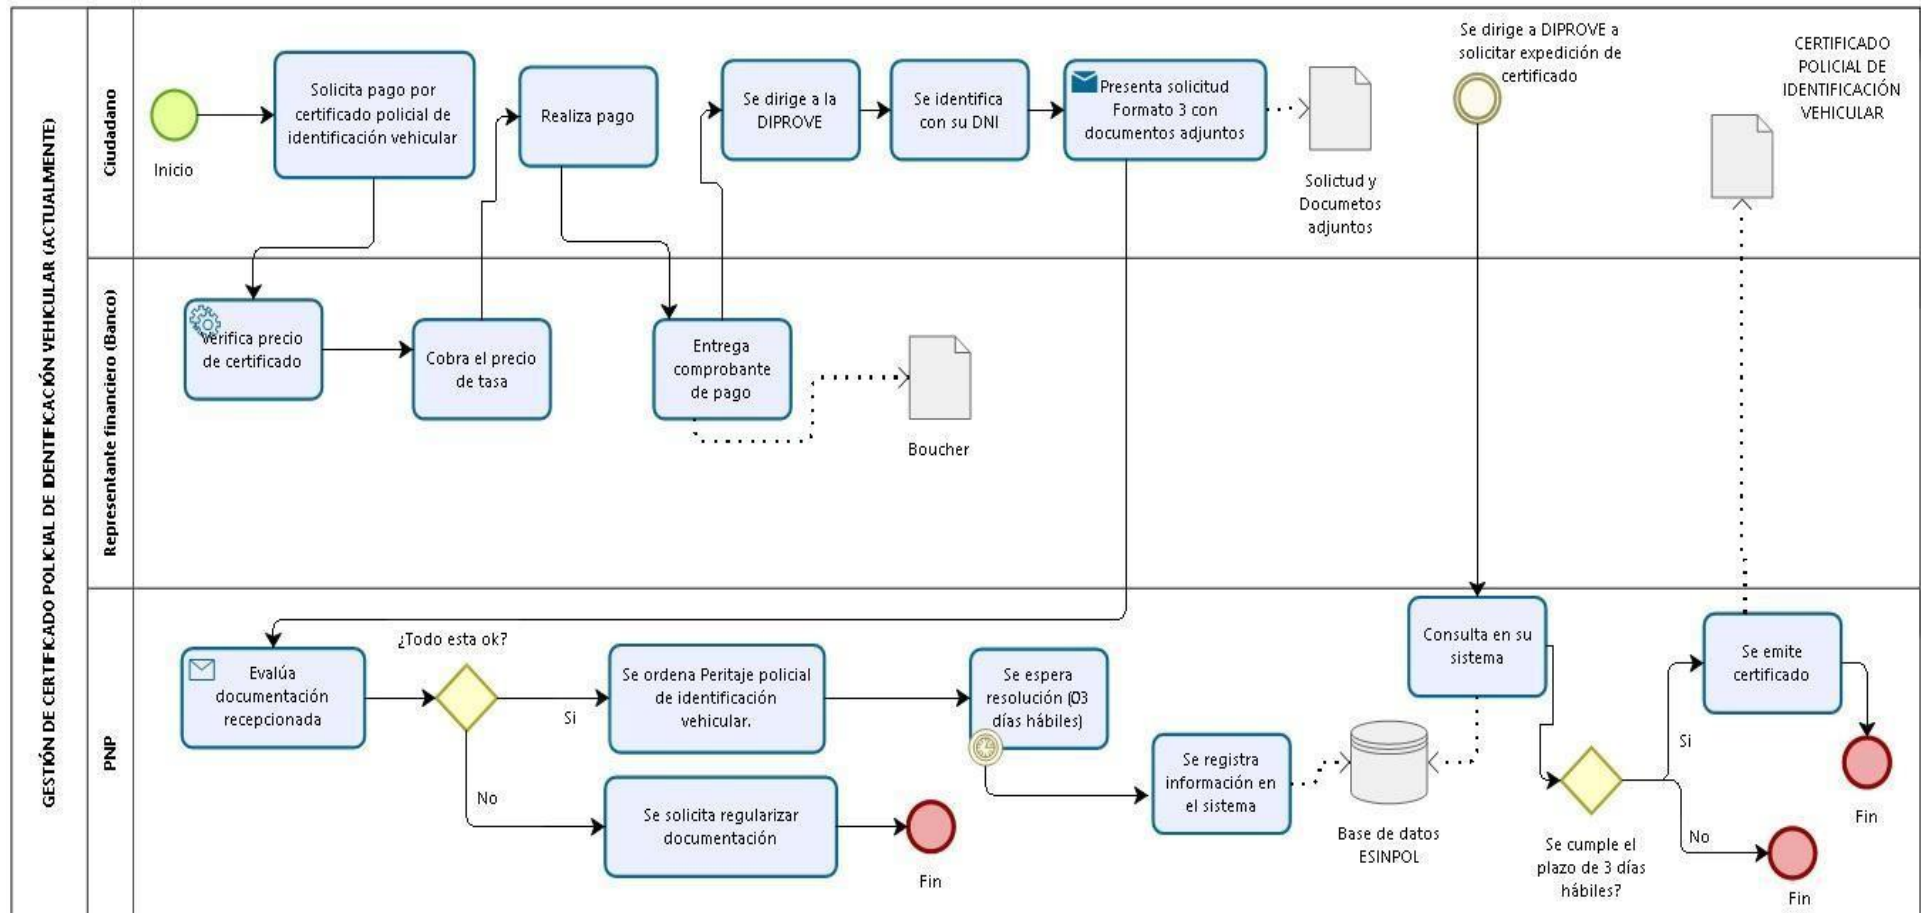 GESTIÓN DE CERTIFICADO POLICIAL DE IDENTIFICACIÓN VEHICULAR (ACTUALMENTE)
Ciudadano
Inicio
Solicita pago por
certificado policial de
identificación vehicular
Realiza pago
Se dirige a la
DIPROVE
Se identifica
con su DNI
Presenta solicitud
Formato 3 con
documentos adjuntos
Solictud y
Documetos
adjuntos
Se dirige a DIPROVE a
solicitar expedición de
certificado
CERTIFICADO
POLICIAL DE
IDENTIFICACIÓN
VEHICULAR
Representante financiero (Banco)
Verifica precio
de certificado
Cobra el precio
de tasa
Entrega
comprobante
de pago
Boucher
PNP
Evalúa
documentación
recepcionada
¿Todo esta ok?
Si
No
Se ordena Peritaje policial
de identificación
vehicular.
Se solicita regularizar
documentación
Fin
Se espera
resolución (03
días hábiles)
Se registra
información en
el sistema
Base de datos
ESINPOL
Consulta en su
sistema
Se cumple el
plazo de 3 días
hábiles?
Si
No
Se emite
certificado
Fin
Fin